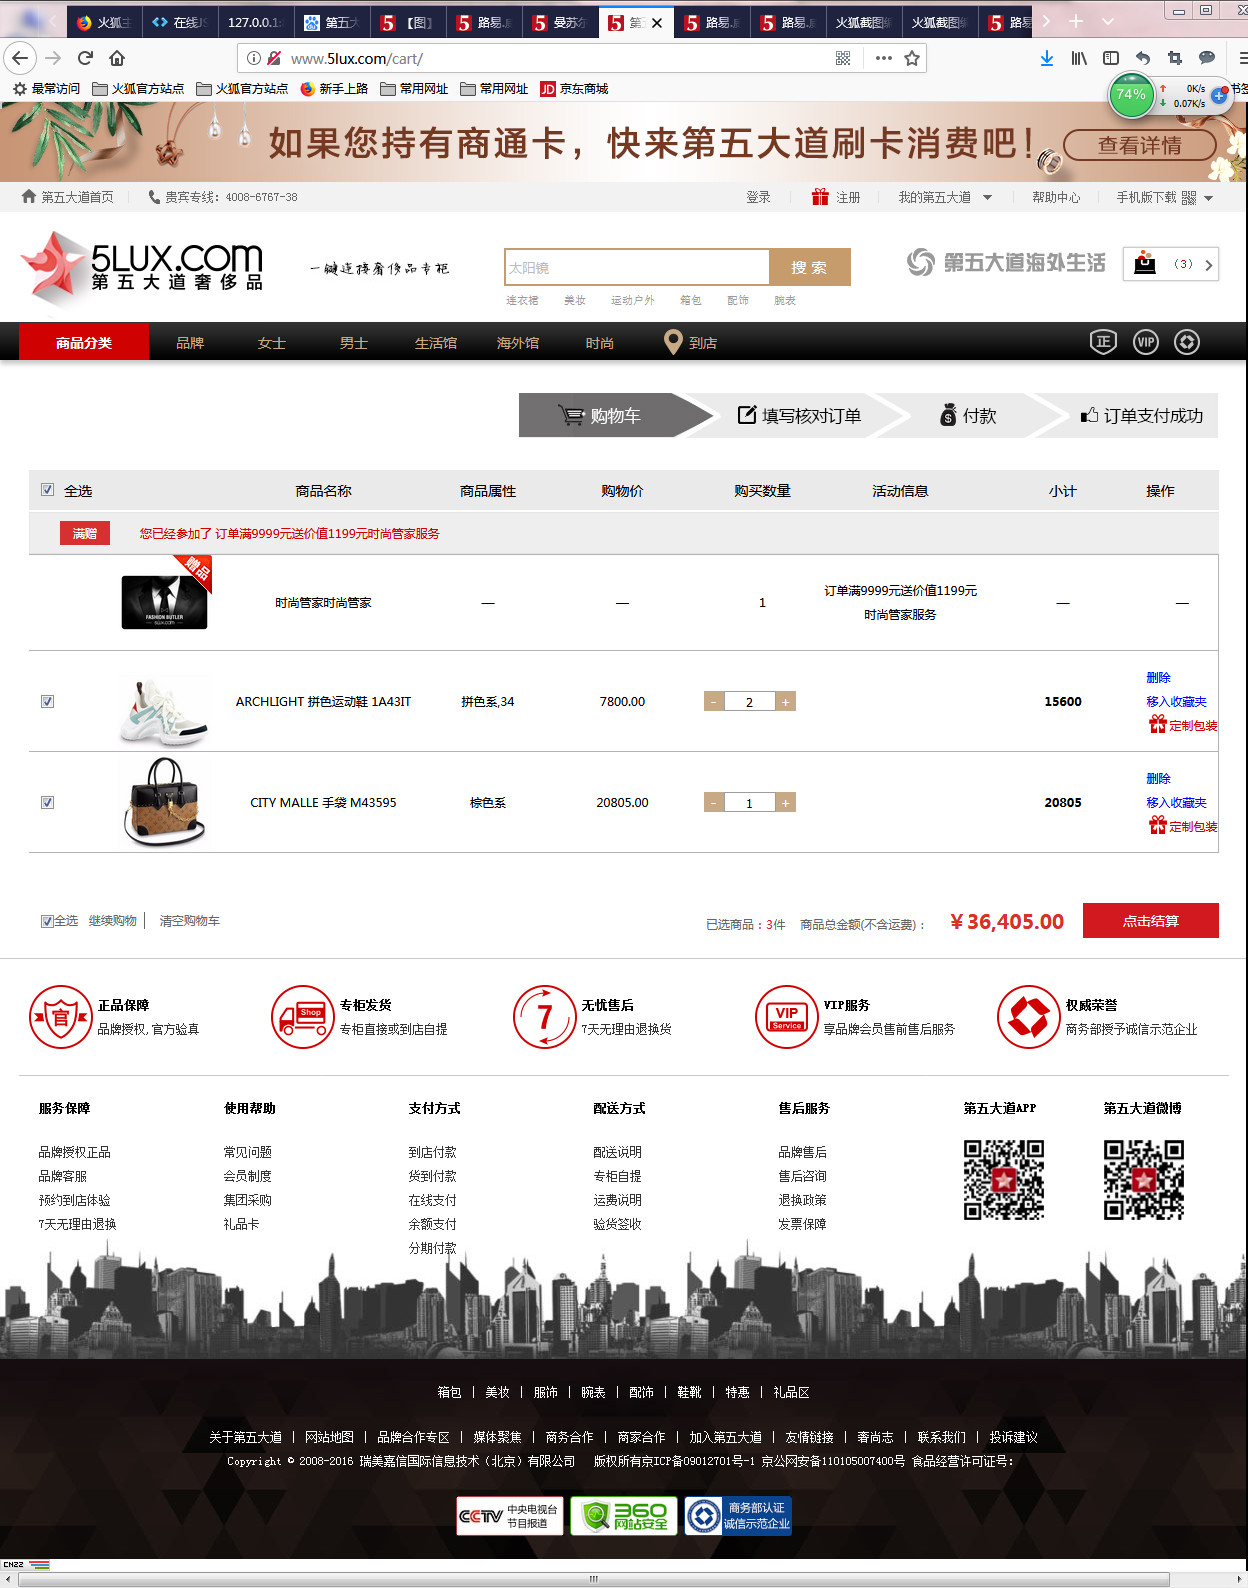 火狐主
在线JS
127.0.0.1:
第五大
【图】
路易.威
曼苏尔
第五
路易.威
路易.威
火狐截图
火狐截图
路易
www.5lux.com/cart/
最常访问 火狐官方站点 火狐官方站点 新手上路 常用网址 常用网址 JD 京东商城
74% 0K/s
0.07K/s
书签
如果您持有商通卡，快来第五大道刷卡消费吧！ 查看详情
第五大道首页 贵宾专线：4008-6767-38 登录 注册 我的第五大道 帮助中心 手机版下载
5LUX.COM
第五大道奢侈品
一键连接奢侈品专柜
太阳镜 搜 索
连衣裙 美妆 运动户外 箱包 配饰 腕表
第五大道海外生活
（3）
商品分类 品牌 女士 男士 生活馆 海外馆 时尚 到店 正 VIP
购物车 填写核对订单 付款 订单支付成功
全选 商品名称 商品属性 购物价 购买数量 活动信息 小计 操作
满赠 您已经参加了 订单满9999元送价值1199元时尚管家服务
赠品
FASHION BUTLER
时尚管家时尚管家 — — 1 订单满9999元送价值1199元 — —
时尚管家服务
ARCHLIGHT 拼色运动鞋 1A43IT 拼色系,34 7800.00 - 2 + 15600 删除
移入收藏夹
定制包装
CITY MALLE 手袋 M43595 棕色系 20805.00 - 1 + 20805 删除
移入收藏夹
定制包装
全选 继续购物 清空购物车 已选商品：3件 商品总金额(不含运费)： ￥36,405.00 点击结算
官 正品保障
品牌授权, 官方验真
Shop 专柜发货
专柜直接或到店自提
7 无忧售后
7天无理由退换货
VIP Service VIP服务
享品牌会员售前售后服务
权威荣誉
商务部授予诚信示范企业
服务保障 使用帮助 支付方式 配送方式 售后服务 第五大道APP 第五大道微博
品牌授权正品 常见问题 到店付款 配送说明 品牌售后
品牌客服 会员制度 货到付款 专柜自提 售后咨询
预约到店体验 集团采购 在线支付 运费说明 退换政策
7天无理由退换 礼品卡 余额支付 验货签收 发票保障
分期付款
箱包 | 美妆 | 服饰 | 腕表 | 配饰 | 鞋靴 | 特惠 | 礼品区
关于第五大道 | 网站地图 | 品牌合作专区 | 媒体聚焦 | 商务合作 | 商家合作 | 加入第五大道 | 友情链接 | 奢尚志 | 联系我们 | 投诉建议
Copyright © 2008-2016 瑞美嘉信国际信息技术（北京）有限公司 版权所有京ICP备09012701号-1 京公网安备110105007400号 食品经营许可证号：
CCTV 中央电视台
节目报道
360
网站安全
商务部认证
诚信示范企业
CNZZ